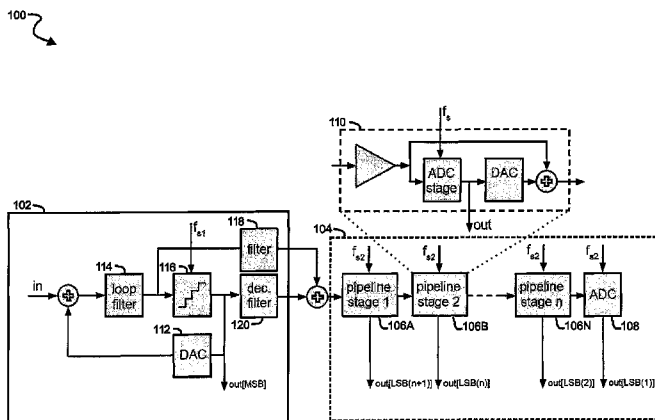 100
110
fs
ADC
stage
DAC
out
102
fs1
118
filter
104
in
114
loop
filter
116
dec.
filter
120
112
DAC
out[MSB]
fs2
fs2
fs2
fs2
pipeline
stage 1
pipeline
stage 2
pipeline
stage n
ADC
106A
106B
106N
108
out[LSB(n+1)]
out[LSB(n)]
out[LSB(2)]
out[LSB(1)]